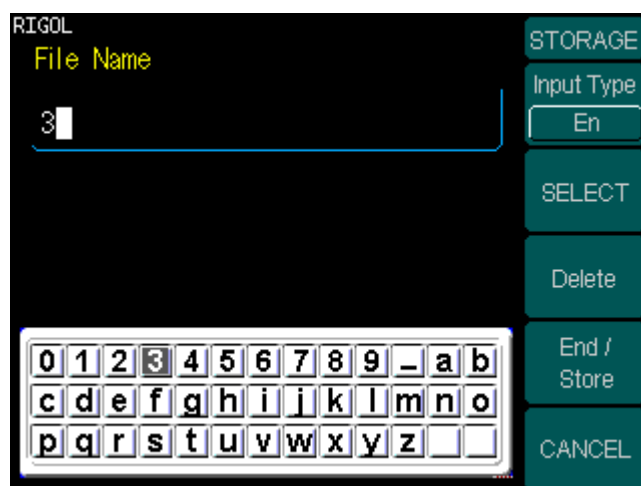 RIGOL
File Name
3
STORAGE
Input Type
En
SELECT
Delete
End /
Store
CANCEL
0 1 2 3 4 5 6 7 8 9 _ a b
c d e f g h i j k l m n o
p q r s t u v w x y z